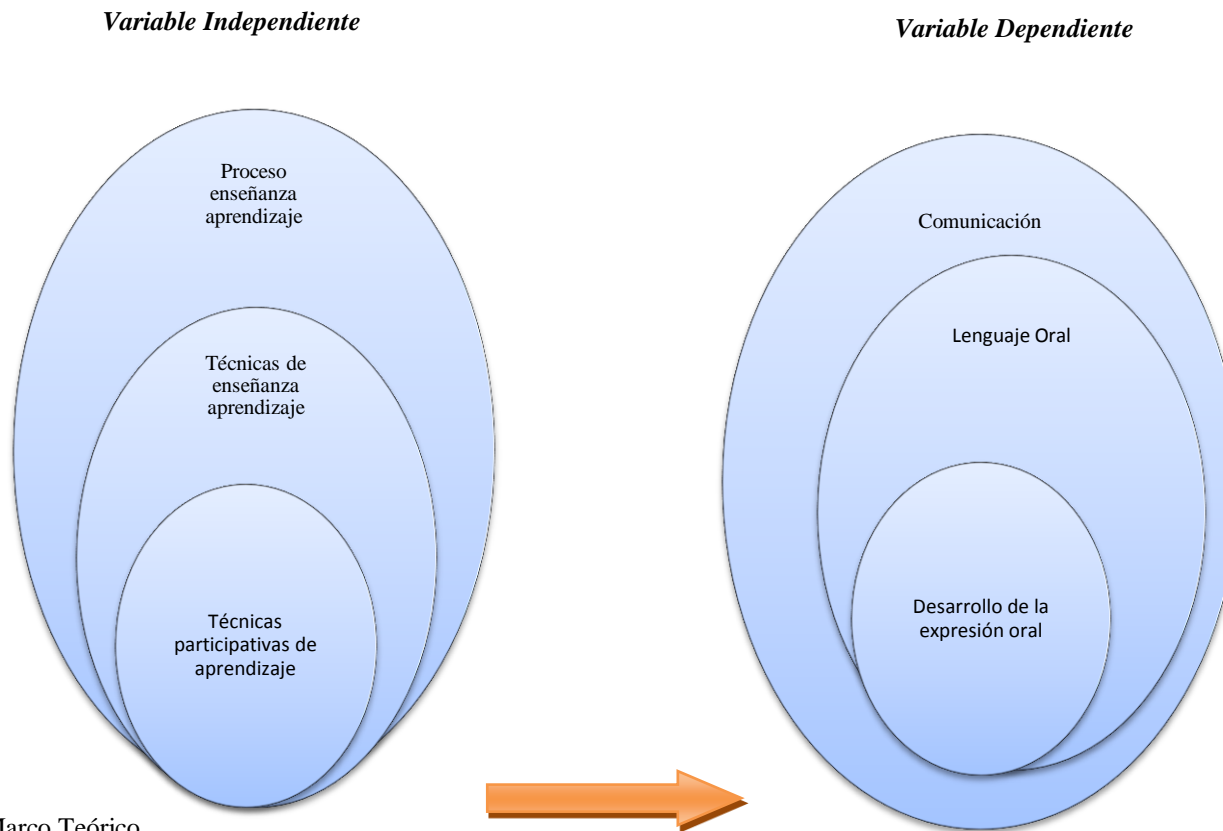 Variable Independiente
Variable Dependiente
Proceso
enseñanza
aprendizaje
Técnicas de
enseñanza
aprendizaje
Técnicas
participativas de
aprendizaje
Comunicación
Lenguaje Oral
Desarrollo de la
expresión oral
Teórico